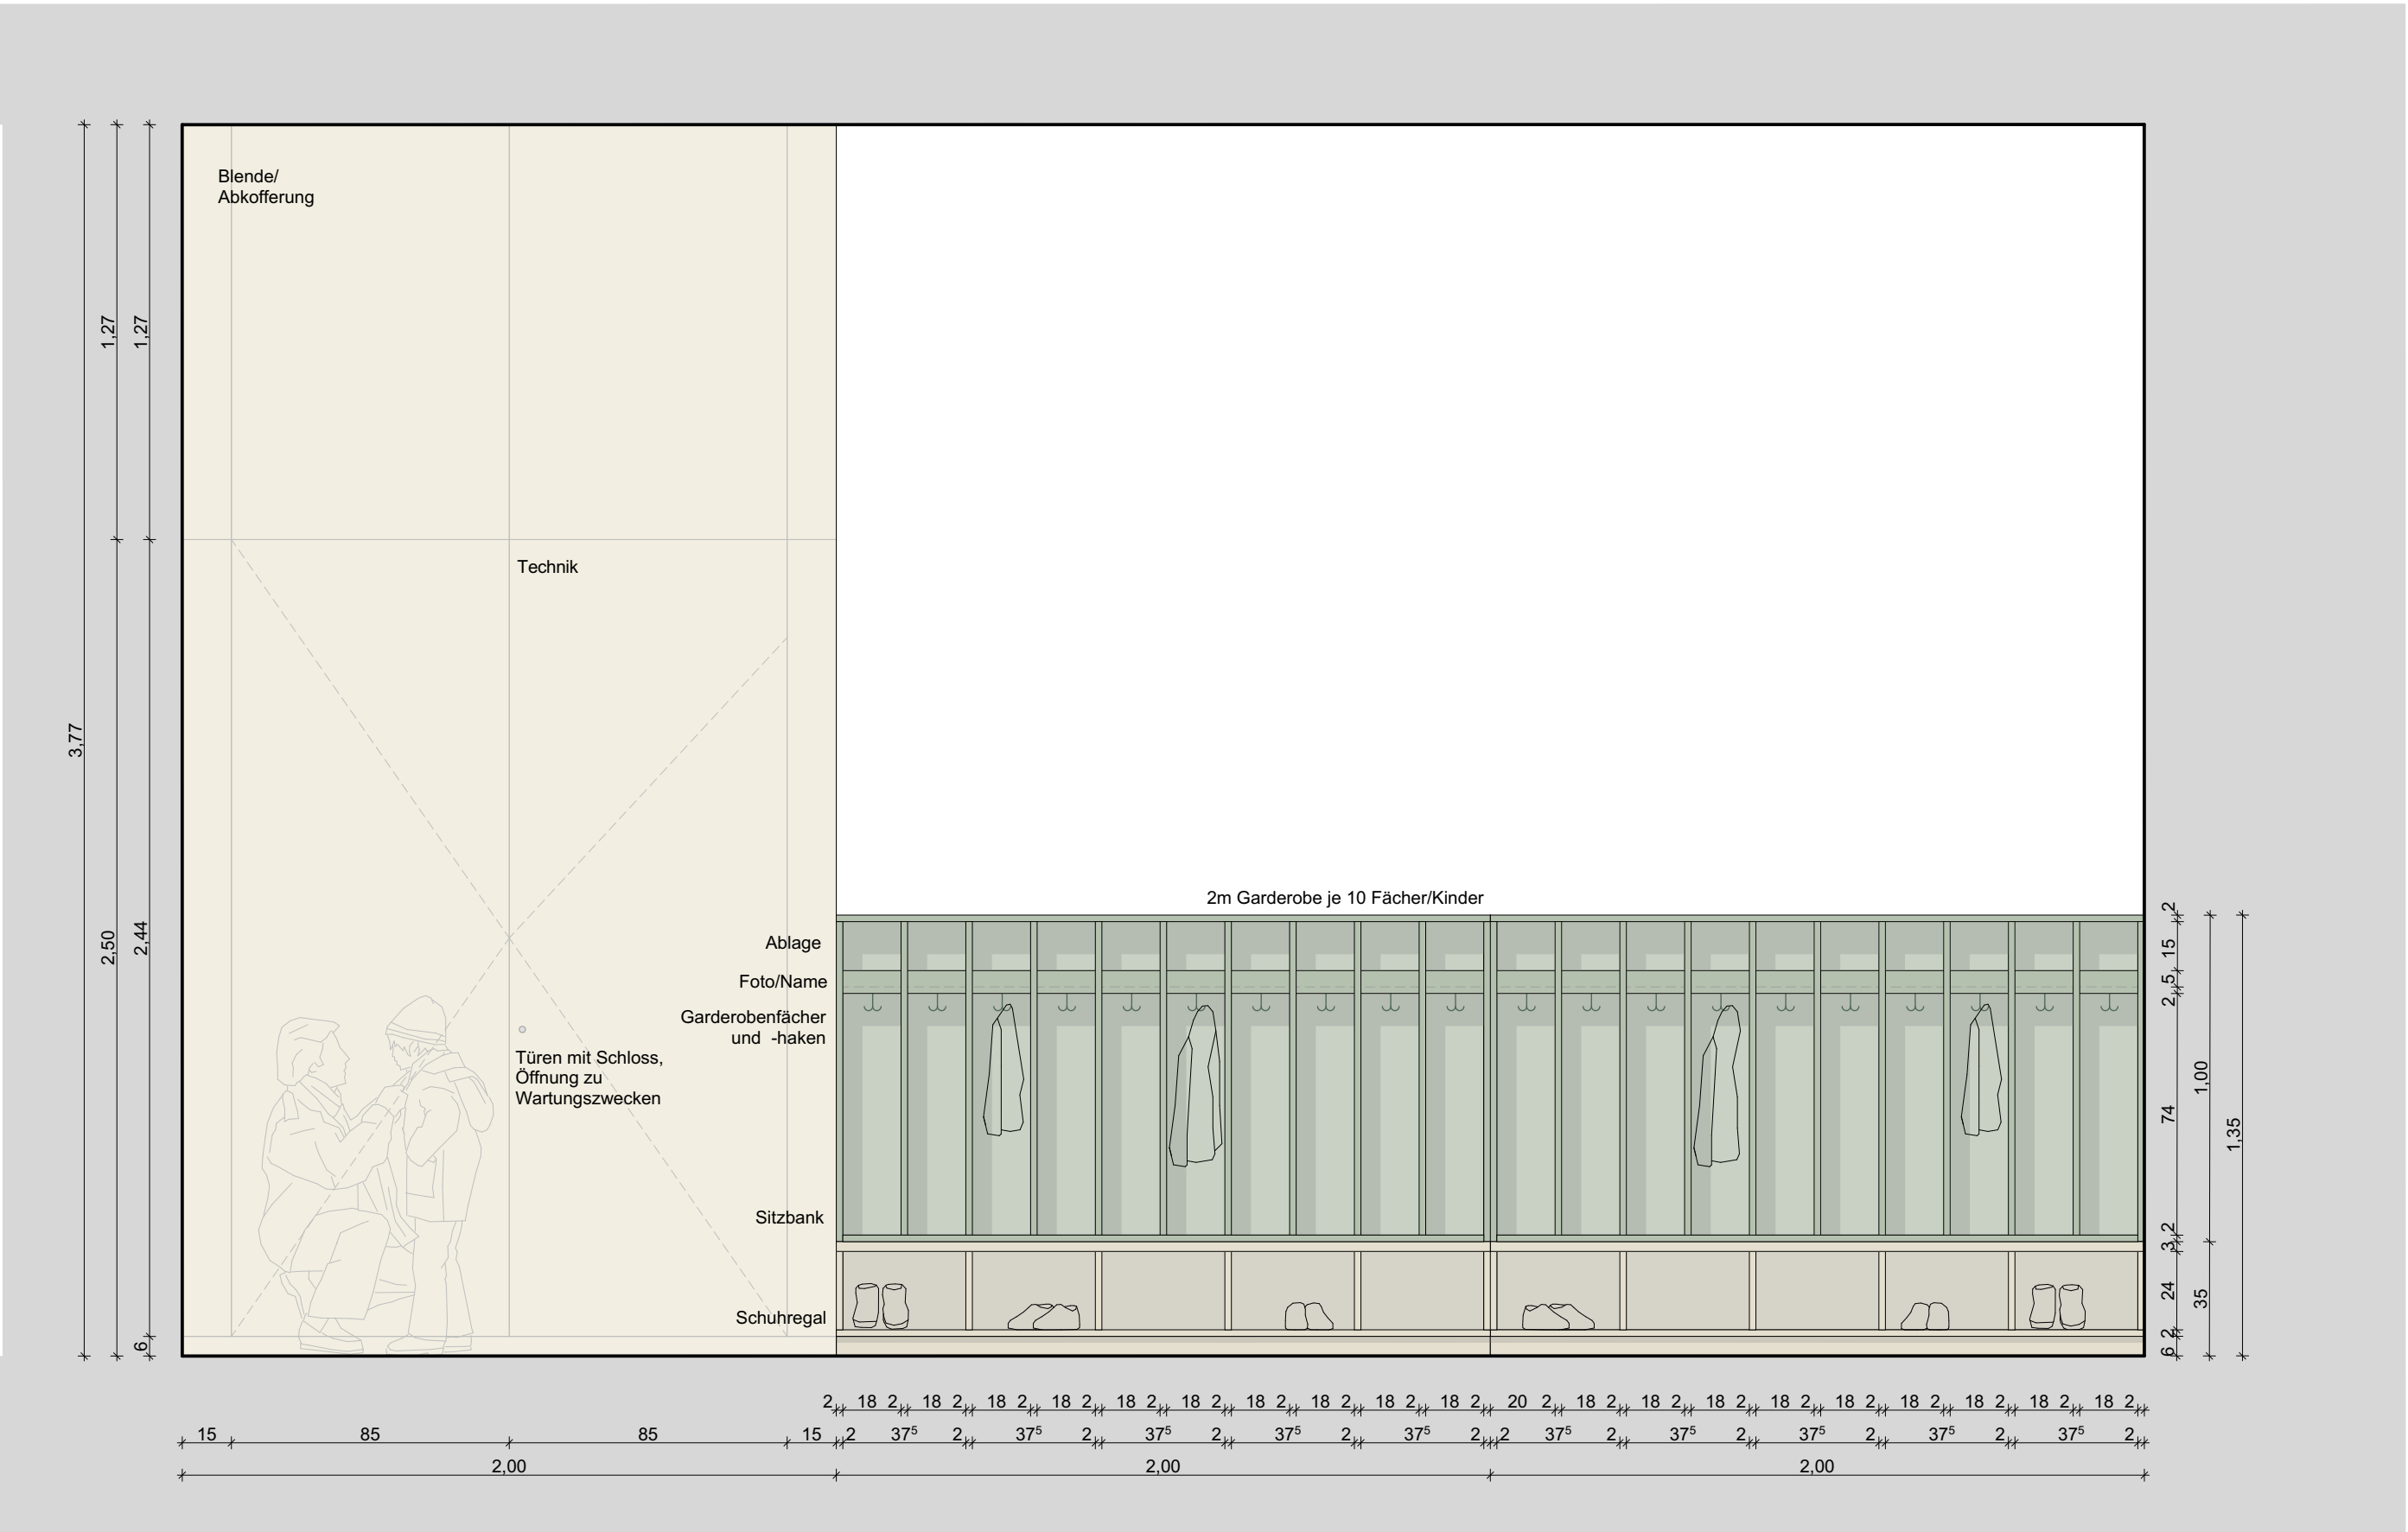 Blende/
Abkofferung
1,27
1,27
Technik
3,77
2,50
2,44
6
Türen mit Schloss,
Öffnung zu
Wartungszwecken
2m Garderobe je 10 Fächer/Kinder
Ablage
Foto/Name
Garderobenfächer
und -haken
Sitzbank
Schuhregal
2
15
5
2
74
2
3
24
2
6
1,00
35
1,35
2 18 2 18 2 18 2 18 2 18 2 18 2 18 2 18 2 18 2 18 2 20 2 18 2 18 2 18 2 18 2 18 2 18 2 18 2 18 2 18 2
15 85 85 15 2 37⁵ 2 37⁵ 2 37⁵ 2 37⁵ 2 37⁵ 2 2 37⁵ 2 37⁵ 2 37⁵ 2 37⁵ 2 37⁵ 2
2,00 2,00 2,00